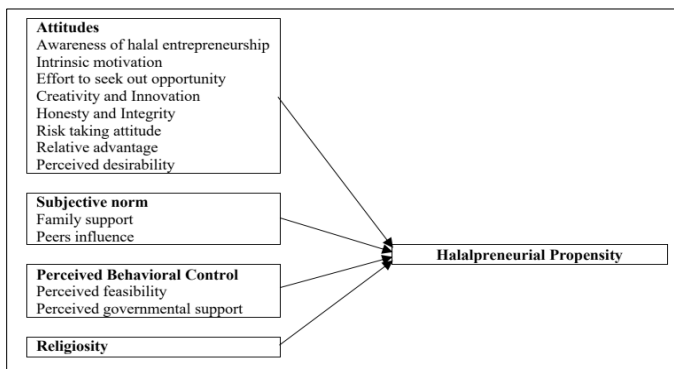 Attitudes
Awareness of halal entrepreneurship
Intrinsic motivation
Effort to seek out opportunity
Creativity and Innovation
Honesty and Integrity
Risk taking attitude
Relative advantage
Perceived desirability
Subjective norm
Family support
Peers influence
Perceived Behavioral Control
Perceived feasibility
Perceived governmental support
Religiosity
Halalpreneurial Propensity